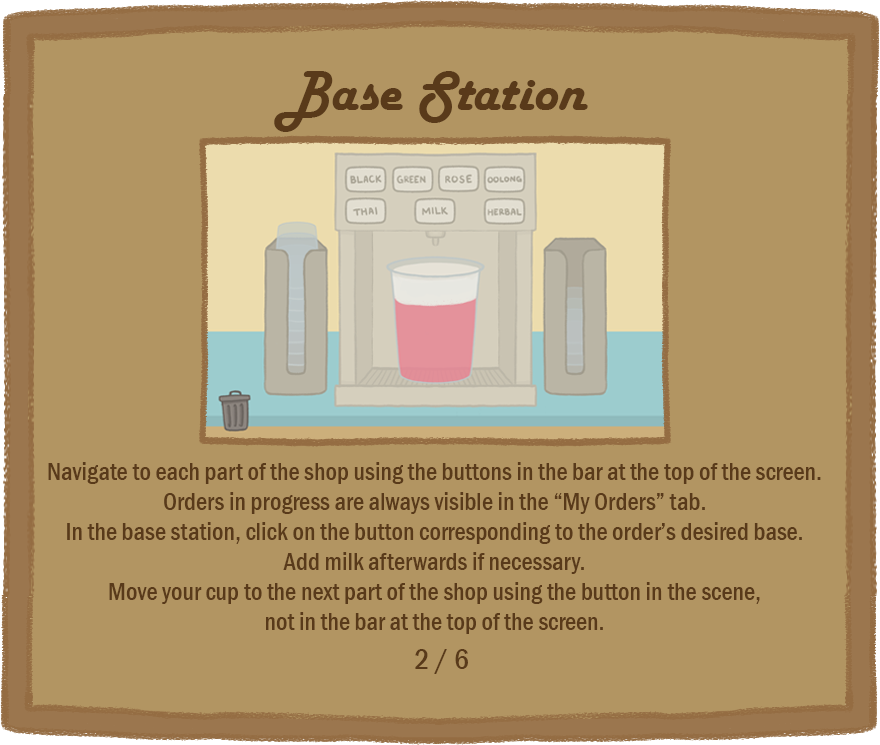 Base Station
BLACK GREEN ROSE OOLONG
THAI MILK HERBAL
Navigate to each part of the shop using the buttons in the bar at the top of the screen.
Orders in progress are always visible in the “My Orders” tab.
In the base station, click on the button corresponding to the order’s desired base.
Add milk afterwards if necessary.
Move your cup to the next part of the shop using the button in the scene,
not in the bar at the top of the screen.
2 / 6